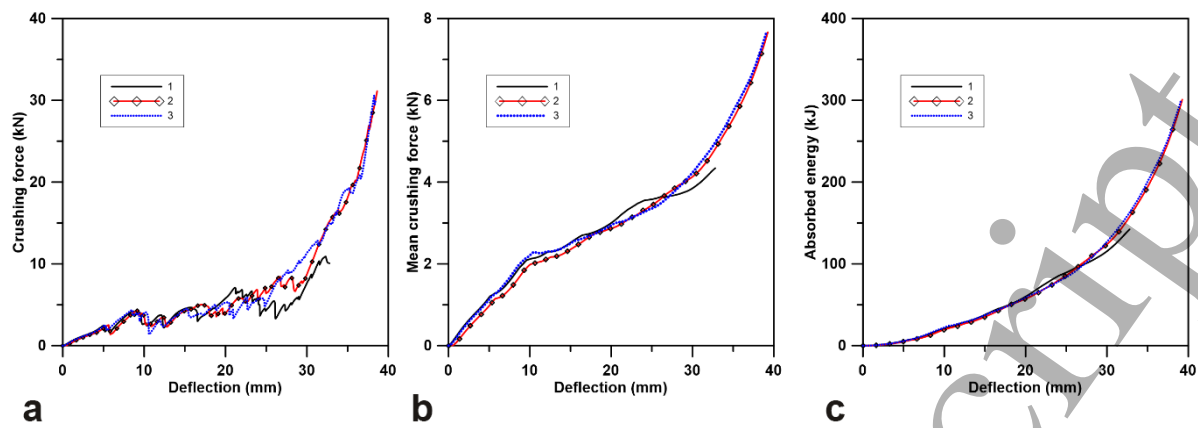 40
30
20
10
0
Crushing force (kN)
1
2
3
0 10 20 30 40
Deflection (mm)
a
8
6
4
2
0
Mean crushing force (kN)
1
2
3
0 10 20 30 40
Deflection (mm)
b
400
300
200
100
0
Absorbed energy (kJ)
1
2
3
0 10 20 30 40
Deflection (mm)
c
cript